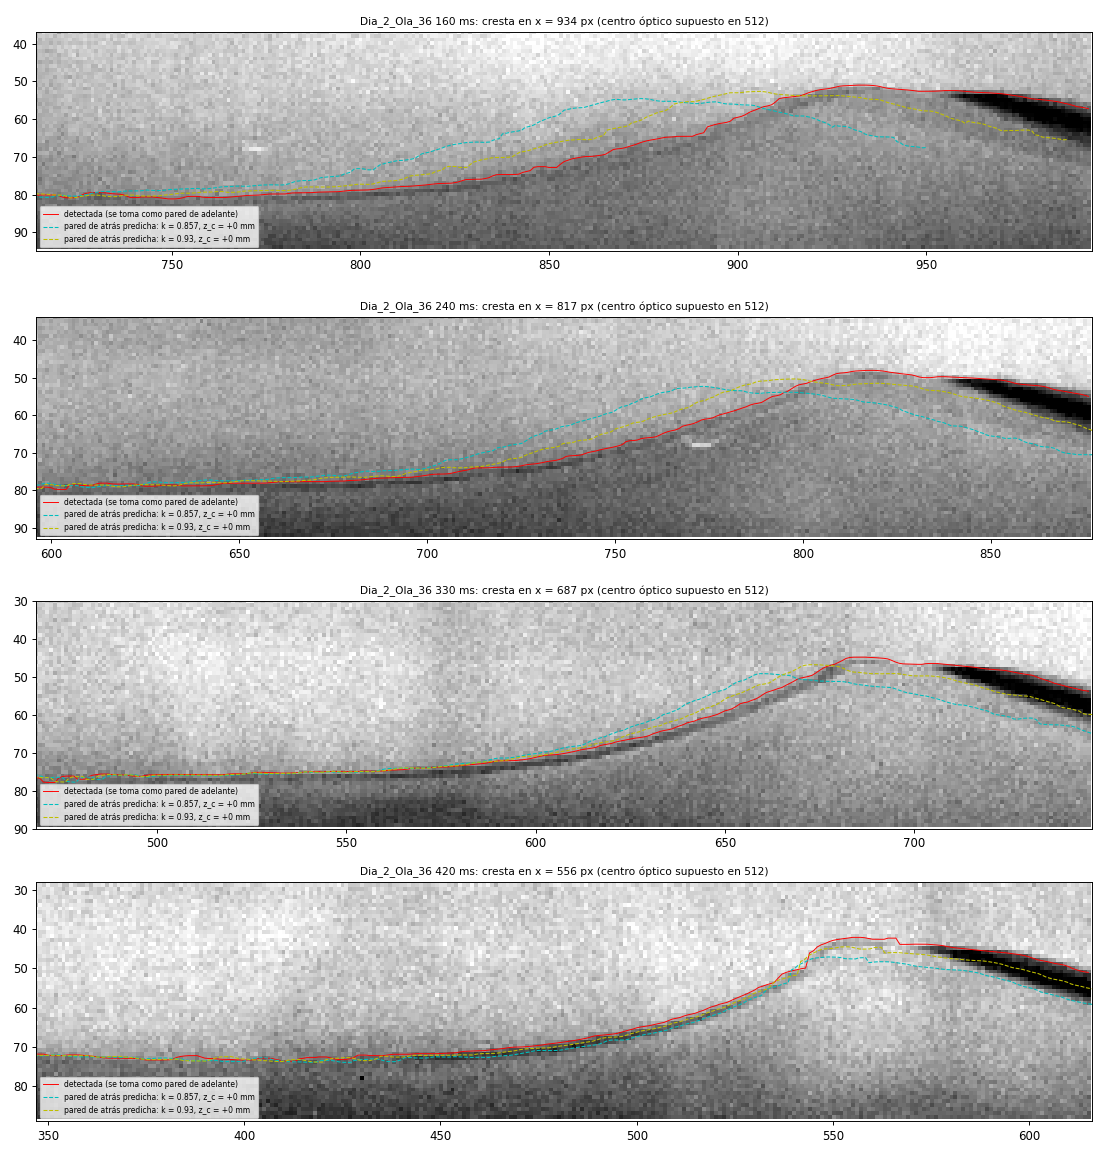 Dia_2_Ola_36 160 ms: cresta en x = 934 px (centro óptico supuesto en 512)
40
50
60
70
80
90
detectada (se toma como pared de adelante)
pared de atrás predicha: k = 0.857, z_c = +0 mm
pared de atrás predicha: k = 0.93, z_c = +0 mm
750 800 850 900 950
Dia_2_Ola_36 240 ms: cresta en x = 817 px (centro óptico supuesto en 512)
40
50
60
70
80
90
detectada (se toma como pared de adelante)
pared de atrás predicha: k = 0.857, z_c = +0 mm
pared de atrás predicha: k = 0.93, z_c = +0 mm
600 650 700 750 800 850
Dia_2_Ola_36 330 ms: cresta en x = 687 px (centro óptico supuesto en 512)
30
40
50
60
70
80
90
detectada (se toma como pared de adelante)
pared de atrás predicha: k = 0.857, z_c = +0 mm
pared de atrás predicha: k = 0.93, z_c = +0 mm
500 550 600 650 700
Dia_2_Ola_36 420 ms: cresta en x = 556 px (centro óptico supuesto en 512)
30
40
50
60
70
80
detectada (se toma como pared de adelante)
pared de atrás predicha: k = 0.857, z_c = +0 mm
pared de atrás predicha: k = 0.93, z_c = +0 mm
350 400 450 500 550 600